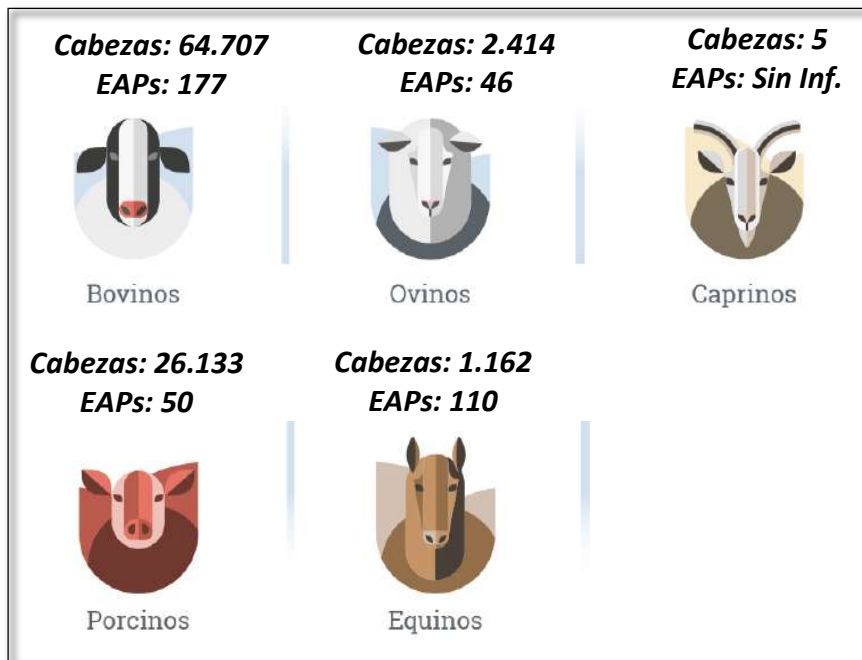 Cabezas: 64.707
EAPs: 177
Bovinos
Cabezas: 2.414
EAPs: 46
Ovinos
Cabezas: 5
EAPs: Sin Inf.
Caprinos
Cabezas: 26.133
EAPs: 50
Porcinos
Cabezas: 1.162
EAPs: 110
Equinos